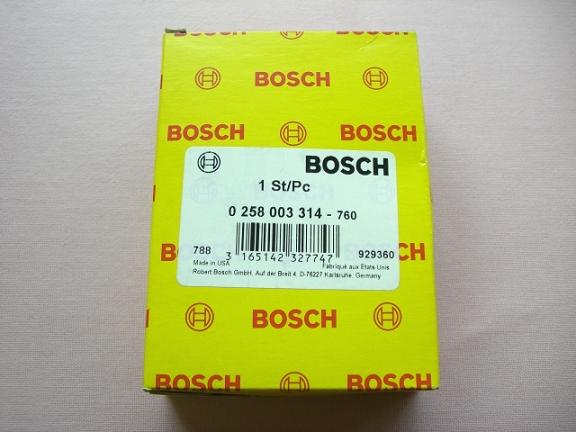 BOSCH
BOSCH
BOSCH
BOSCH
BOSCH
1 St/Pc
0 258 003 314 - 760
788
3 165142 327747
929360
Made in USA
Fabriqué aux Etats Unis
Robert Bosch GmbH, Auf der Breit 4, D-76227 Karlsruhe, Germany
BOSCH
BOSCH
BOSCH
BOSCH